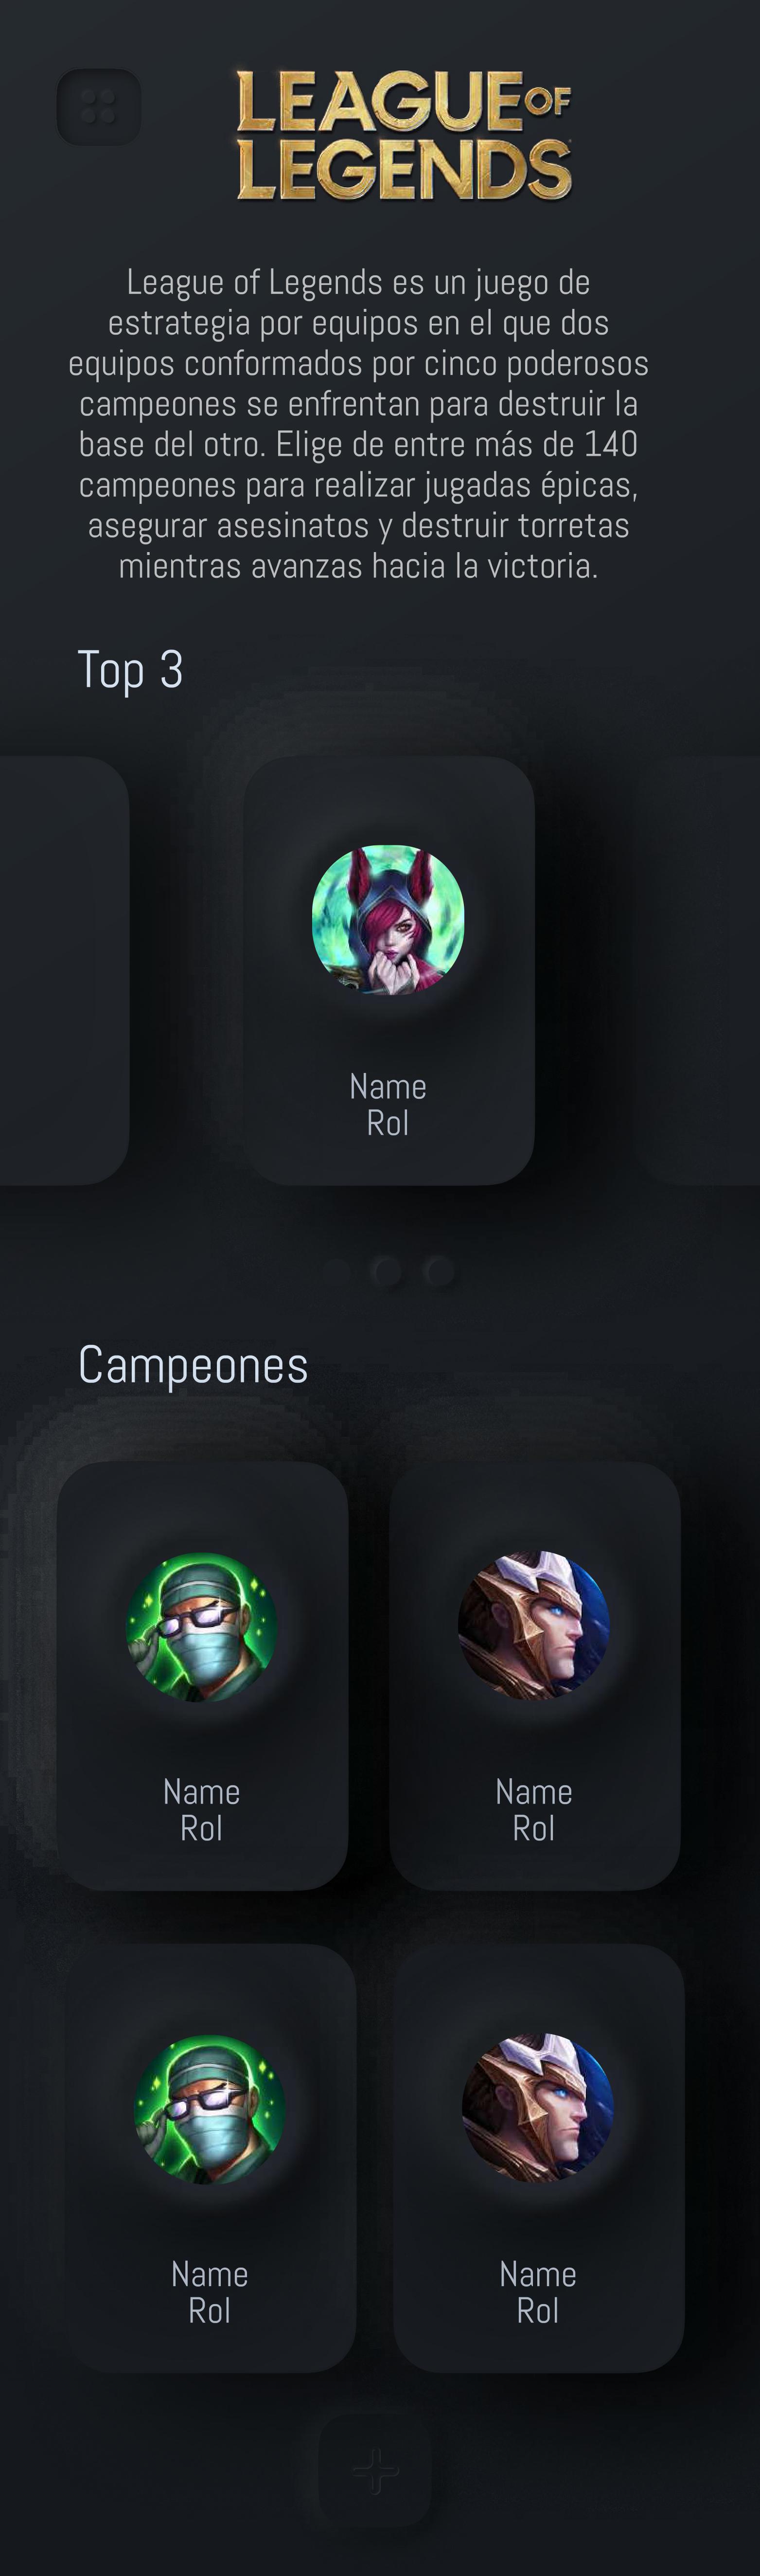 LEAGUE OF
LEGENDS
League of Legends es un juego de
estrategia por equipos en el que dos
equipos conformados por cinco poderosos
campeones se enfrentan para destruir la
base del otro. Elige de entre más de 140
campeones para realizar jugadas épicas,
asegurar asesinatos y destruir torretas
mientras avanzas hacia la victoria.
Top 3
Name
Rol
Campeones
Name
Rol
Name
Rol
Name
Rol
Name
Rol